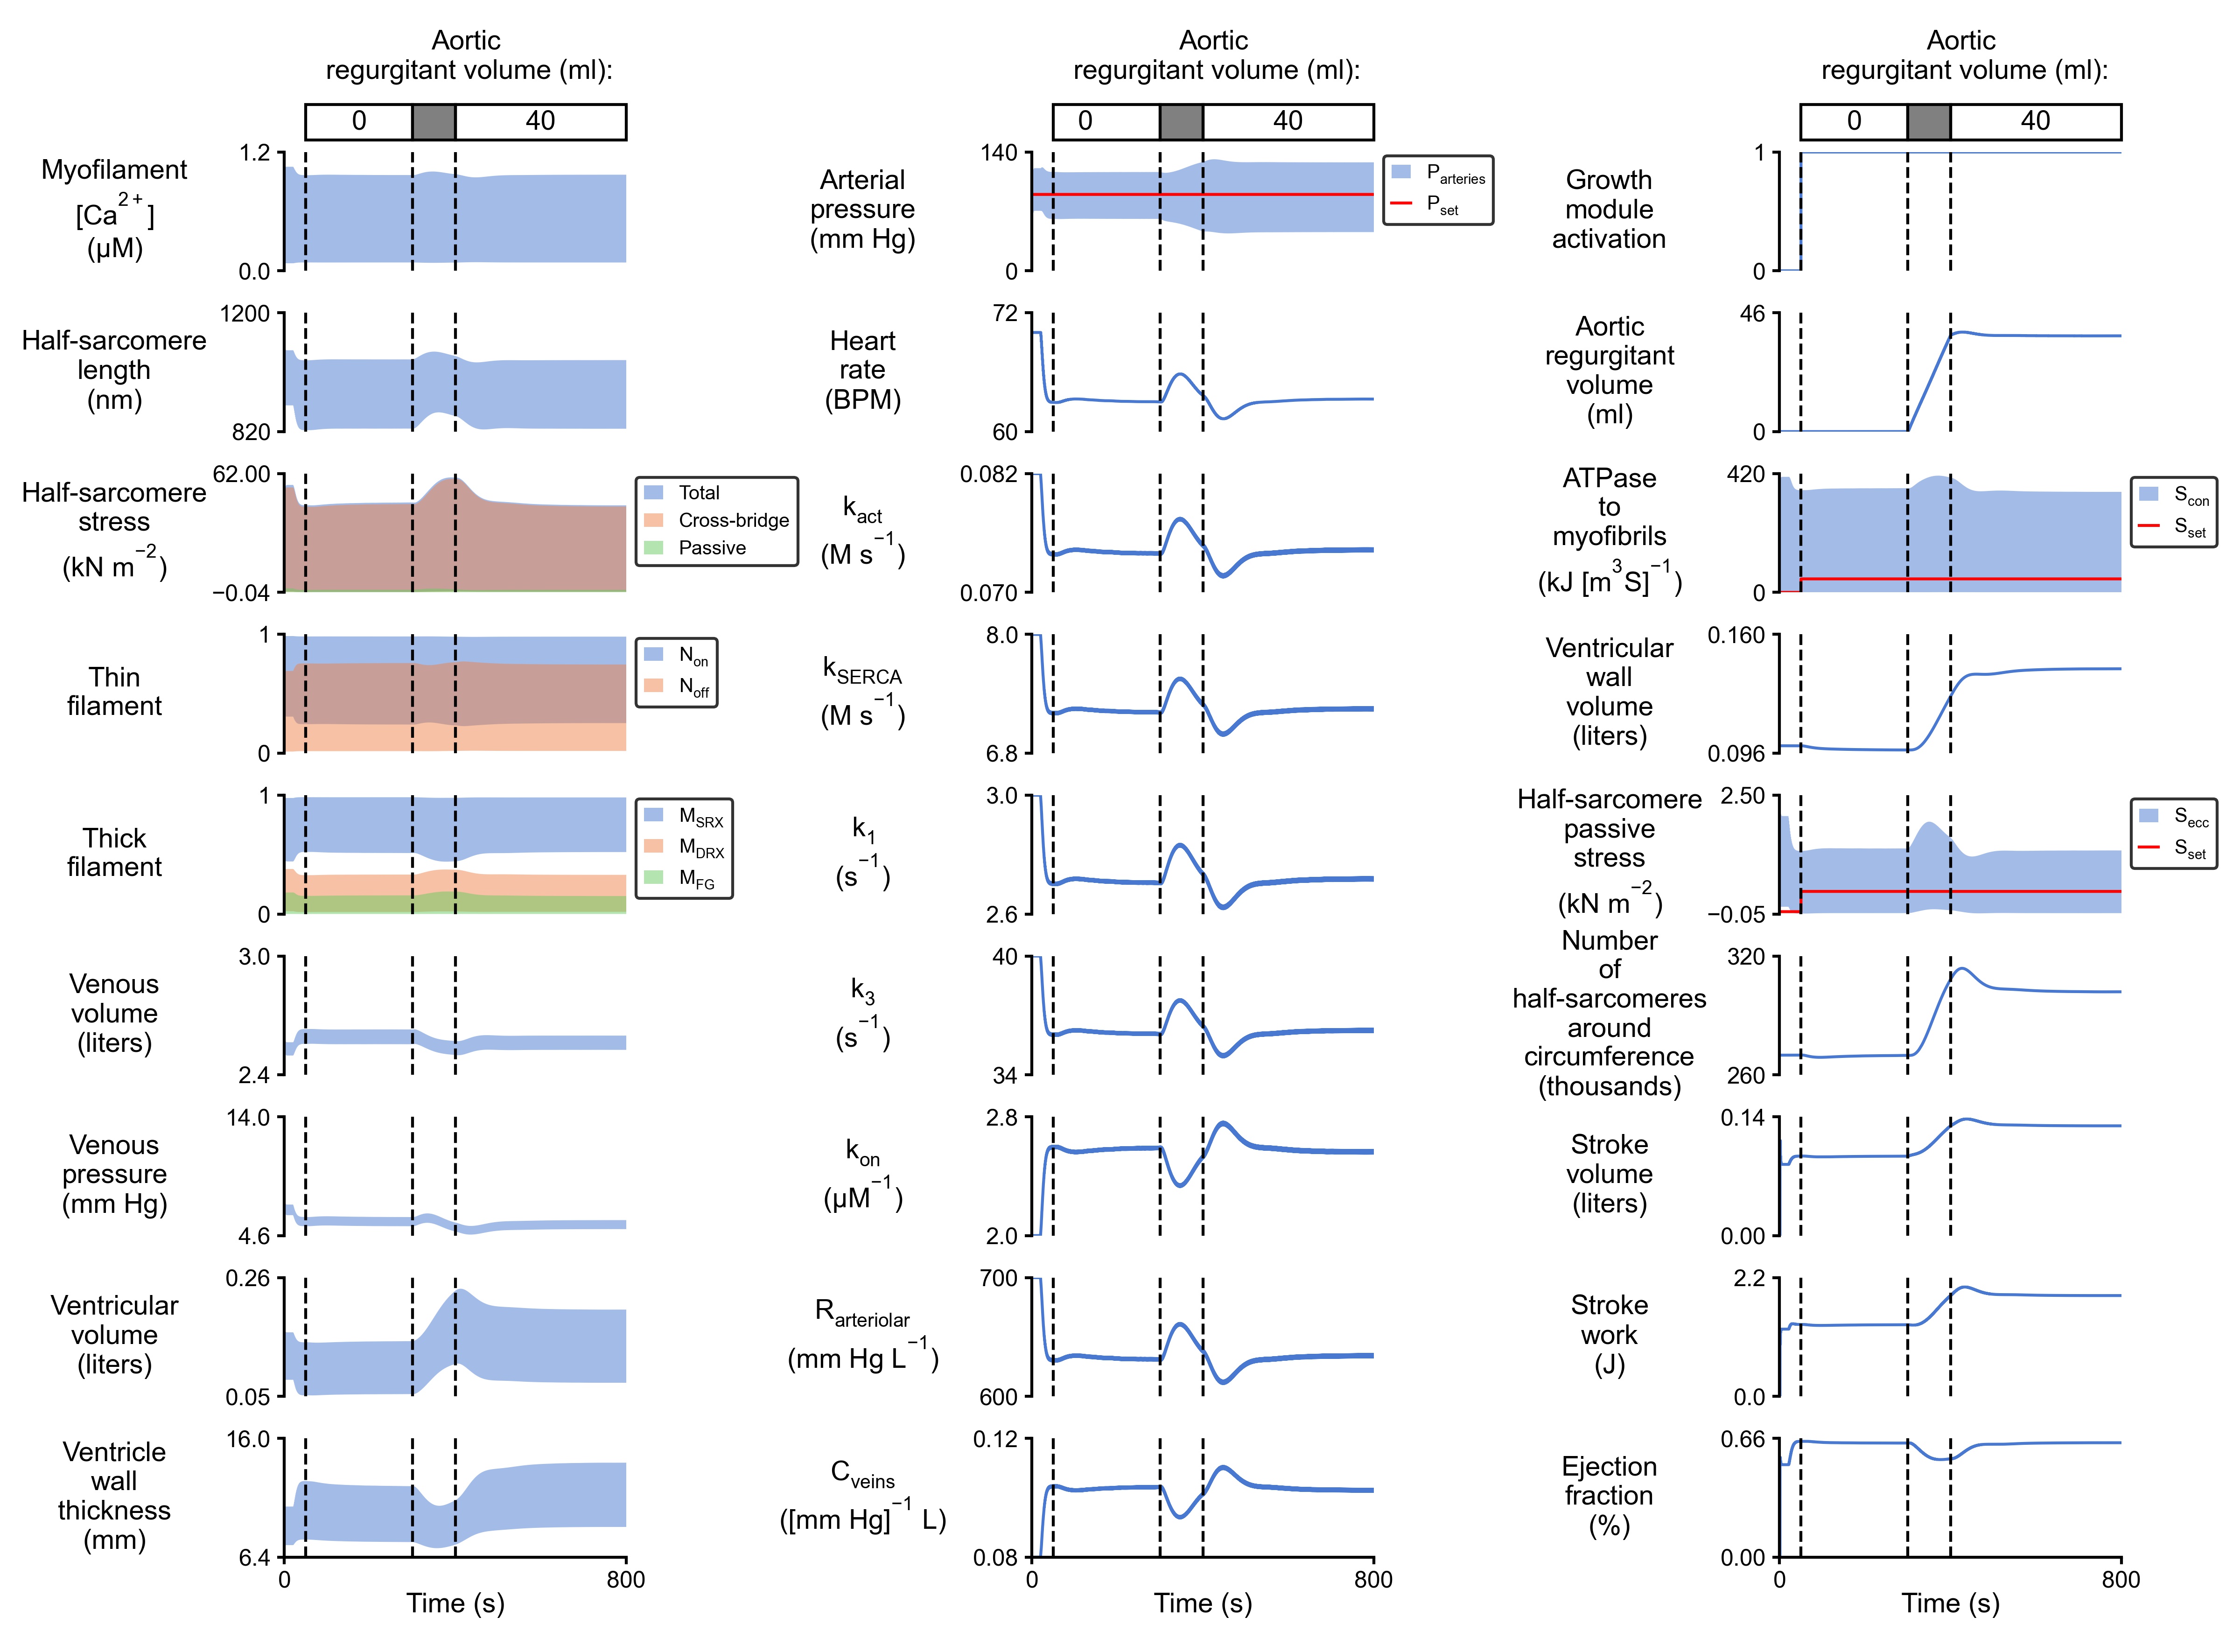 Aortic
regurgitant volume (ml):
0
40
Myofilament
[Ca2+]
(μM)
1.2
0.0
Half-sarcomere
length
(nm)
1200
820
Half-sarcomere
stress
(kN m−2)
62.00
−0.04
Total
Cross-bridge
Passive
Thin
filament
1
0
Non
Noff
Thick
filament
1
0
MSRX
MDRX
MFG
Venous
volume
(liters)
3.0
2.4
Venous
pressure
(mm Hg)
14.0
4.6
Ventricular
volume
(liters)
0.26
0.05
Ventricle
wall
thickness
(mm)
16.0
6.4
0
800
Time (s)
Aortic
regurgitant volume (ml):
0
40
Arterial
pressure
(mm Hg)
140
0
Parteries
Pset
Heart
rate
(BPM)
72
60
kact
(M s−1)
0.082
0.070
kSERCA
(M s−1)
8.0
6.8
k1
(s−1)
3.0
2.6
k3
(s−1)
40
34
kon
(μM−1)
2.8
2.0
Rarteriolar
(mm Hg L−1)
700
600
Cveins
([mm Hg]−1 L)
0.12
0.08
0
800
Time (s)
Aortic
regurgitant volume (ml):
0
40
Growth
module
activation
1
0
Aortic
regurgitant
volume
(ml)
46
0
ATPase
to
myofibrils
(kJ [m3S]−1)
420
0
Scon
Sset
Ventricular
wall
volume
(liters)
0.160
0.096
Half-sarcomere
passive
stress
(kN m−2)
2.50
−0.05
Secc
Sset
Number
of
half-sarcomeres
around
circumference
(thousands)
320
260
Stroke
volume
(liters)
0.14
0.00
Stroke
work
(J)
2.2
0.0
Ejection
fraction
(%)
0.66
0.00
0
800
Time (s)